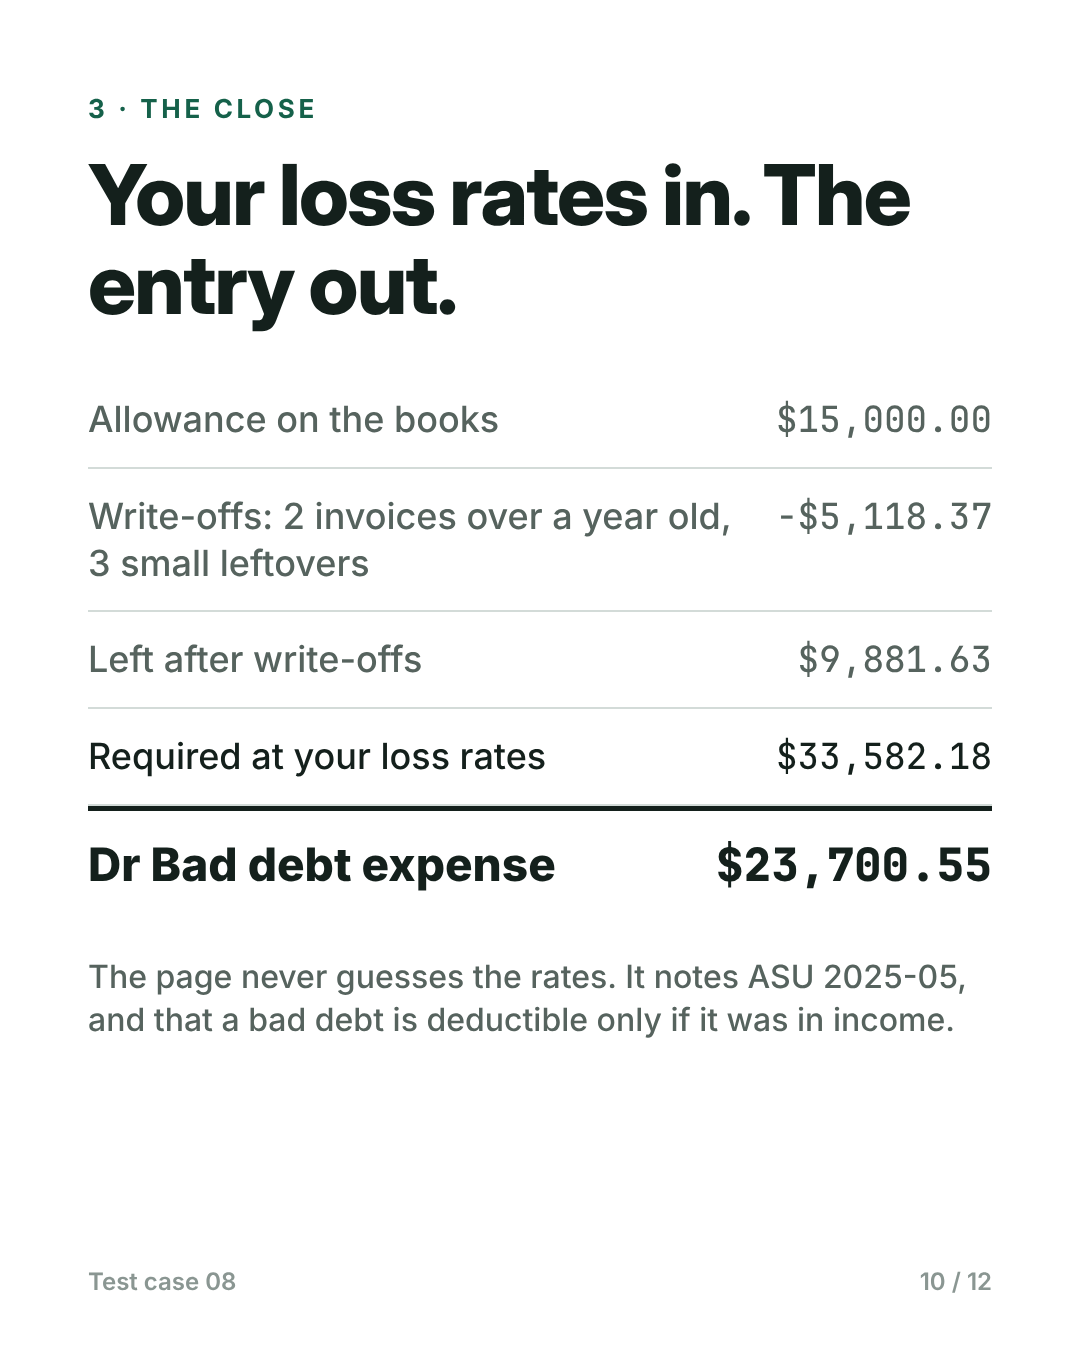 3 · THE CLOSE
Your loss rates in. The
entry out.
Allowance on the books $15,000.00
Write-offs: 2 invoices over a year old, -$5,118.37
3 small leftovers
Left after write-offs $9,881.63
Required at your loss rates $33,582.18
Dr Bad debt expense $23,700.55
The page never guesses the rates. It notes ASU 2025-05,
and that a bad debt is deductible only if it was in income.
Test case 08 10 / 12